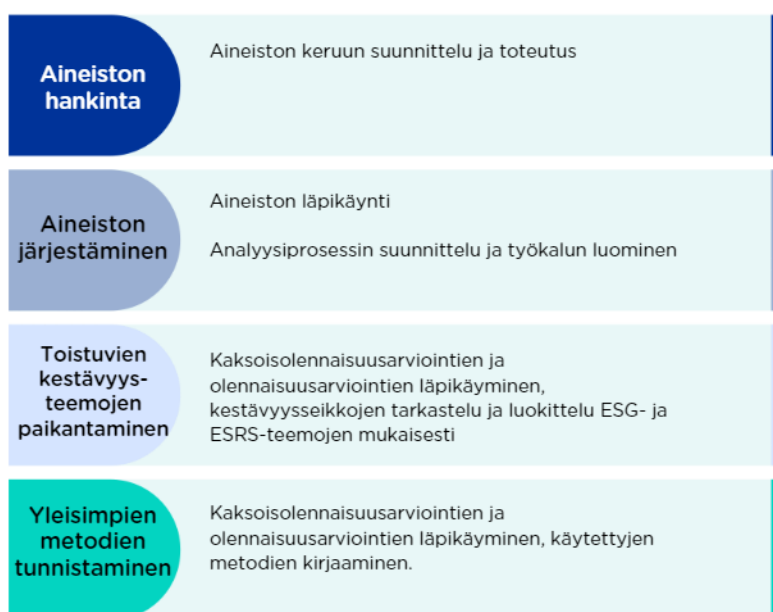 Aineiston
hankinta
Aineiston keruun suunnittelu ja toteutus
Aineiston
järjestäminen
Aineiston läpikäynti
Analyysiprosessin suunnittelu ja työkalun luominen
Toistuvien
kestävyys-
teemojen
paikantaminen
Kaksoisolennaisuusarviointien ja
olennaisuusarviointien läpikäyminen,
kestävyysseikkojen tarkastelu ja luokittelu ESG- ja
ESRS-teemojen mukaisesti
Yleisimpien
metodien
tunnistaminen
Kaksoisolennaisuusarviointien ja
olennaisuusarviointien läpikäyminen, käytettyjen
metodien kirjaaminen.